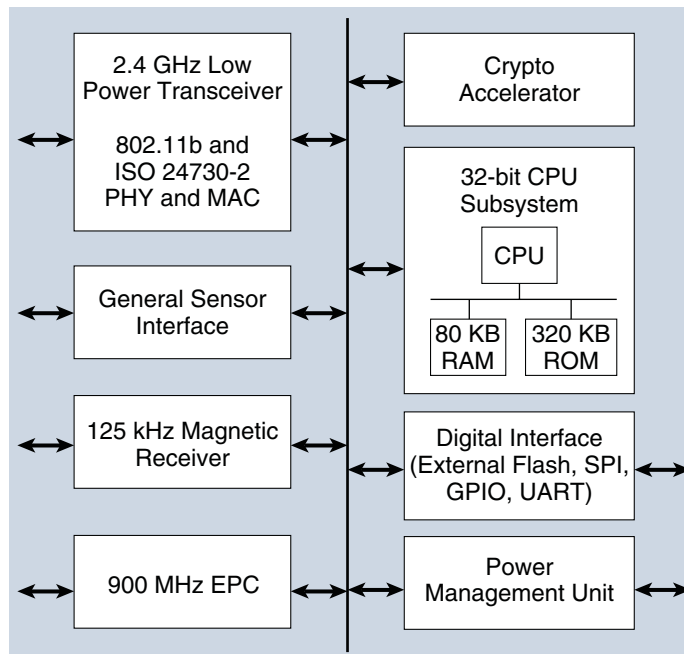 2.4 GHz Low
Power Transceiver
802.11b and
ISO 24730-2
PHY and MAC
General Sensor
Interface
125 kHz Magnetic
Receiver
900 MHz EPC
Crypto
Accelerator
32-bit CPU
Subsystem
CPU
80 KB
RAM
320 KB
ROM
Digital Interface
(External Flash, SPI,
GPIO, UART)
Power
Management Unit